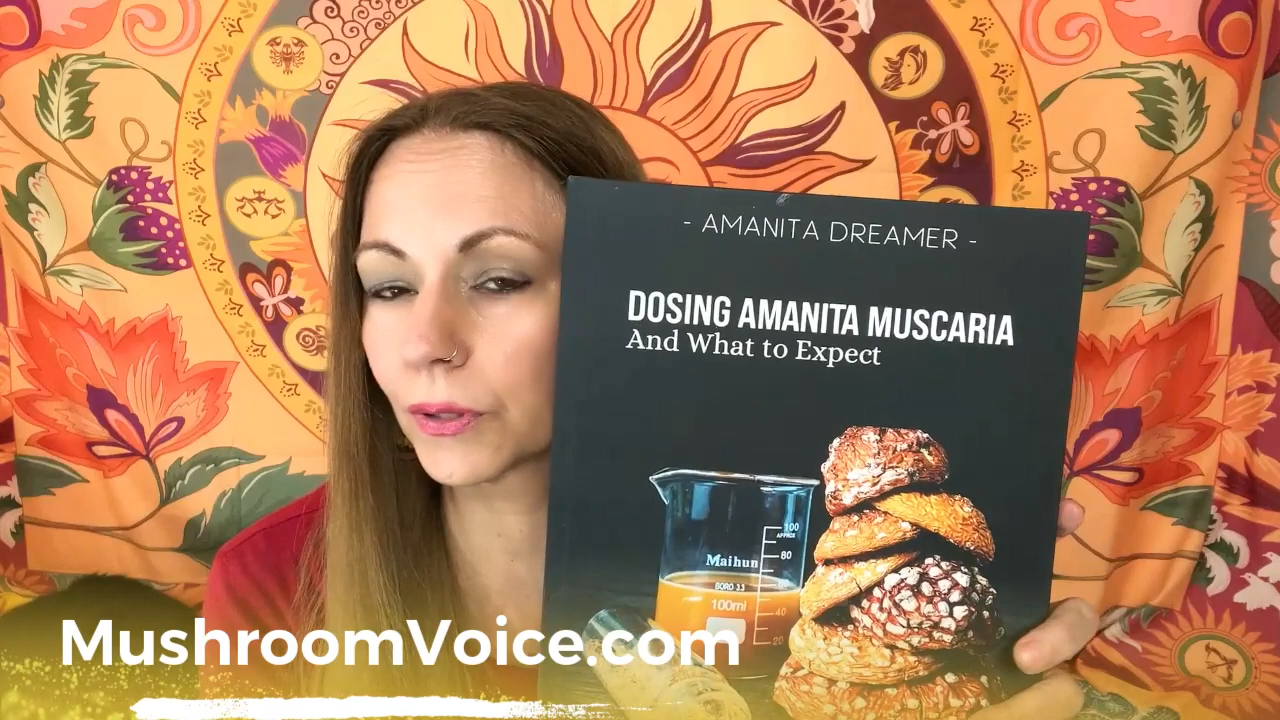 - AMANITA DREAMER -
DOSING AMANITA MUSCARIA
And What to Expect
100
APPROX
80
Maihun
BORO 3.3
100ml
40
20
MushroomVoice.com